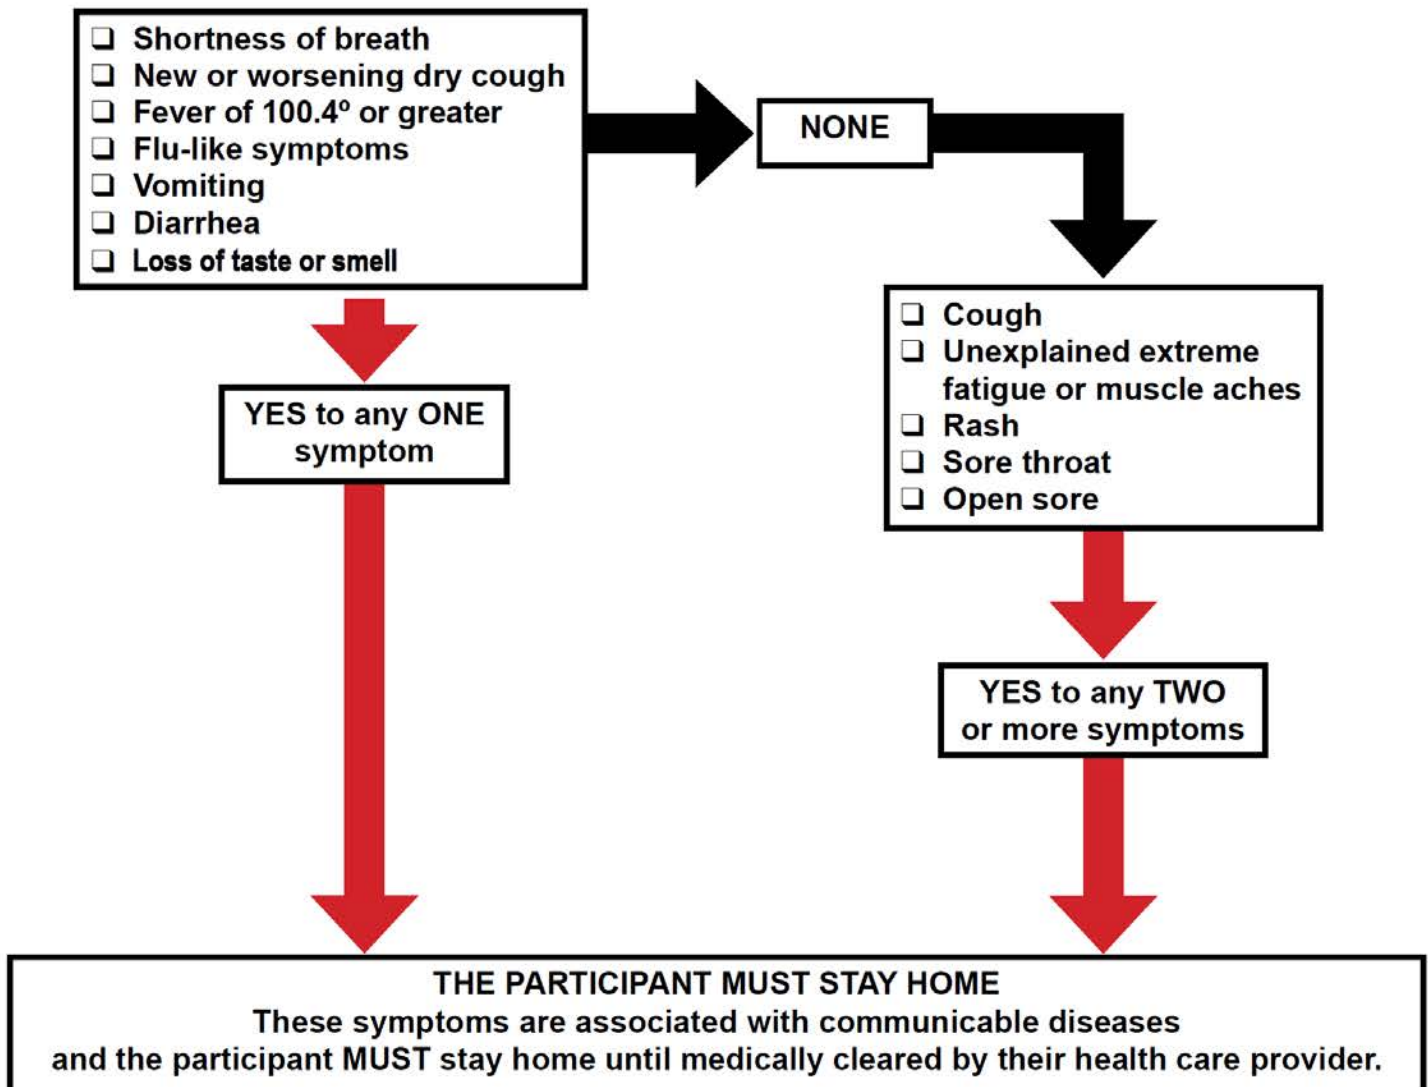 ❑ Shortness of breath
❑ New or worsening dry cough
❑ Fever of 100.4º or greater
❑ Flu-like symptoms
❑ Vomiting
❑ Diarrhea
❑ Loss of taste or smell
NONE
YES to any ONE
symptom
❑ Cough
❑ Unexplained extreme
fatigue or muscle aches
❑ Rash
❑ Sore throat
❑ Open sore
YES to any TWO
or more symptoms
THE PARTICIPANT MUST STAY HOME
These symptoms are associated with communicable diseases
and the participant MUST stay home until medically cleared by their health care provider.